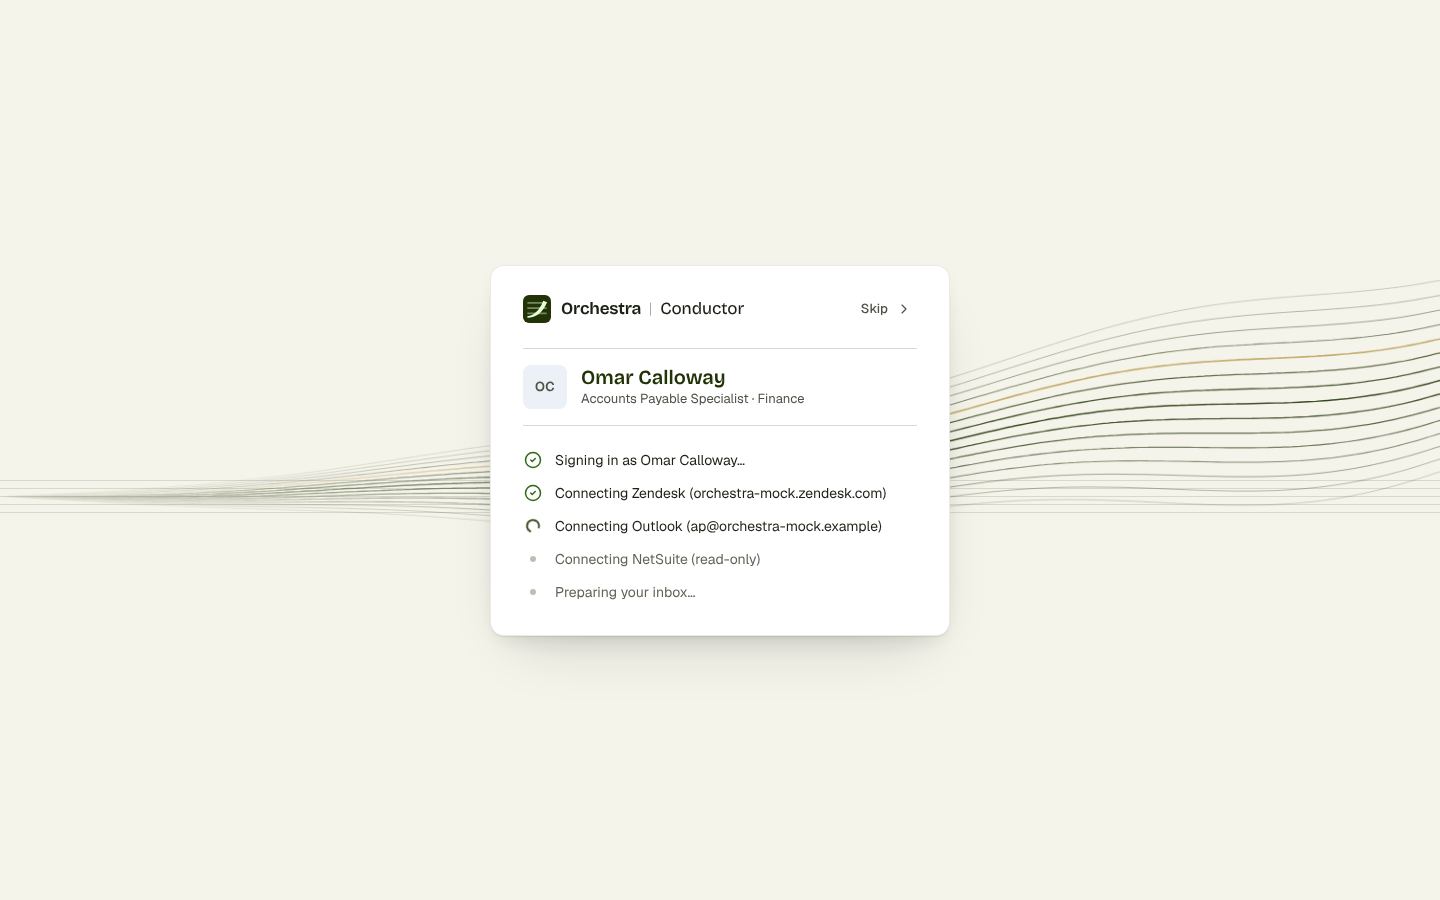 Orchestra | Conductor
Skip
OC
Omar Calloway
Accounts Payable Specialist · Finance
Signing in as Omar Calloway…
Connecting Zendesk (orchestra-mock.zendesk.com)
Connecting Outlook (ap@orchestra-mock.example)
Connecting NetSuite (read-only)
Preparing your inbox…